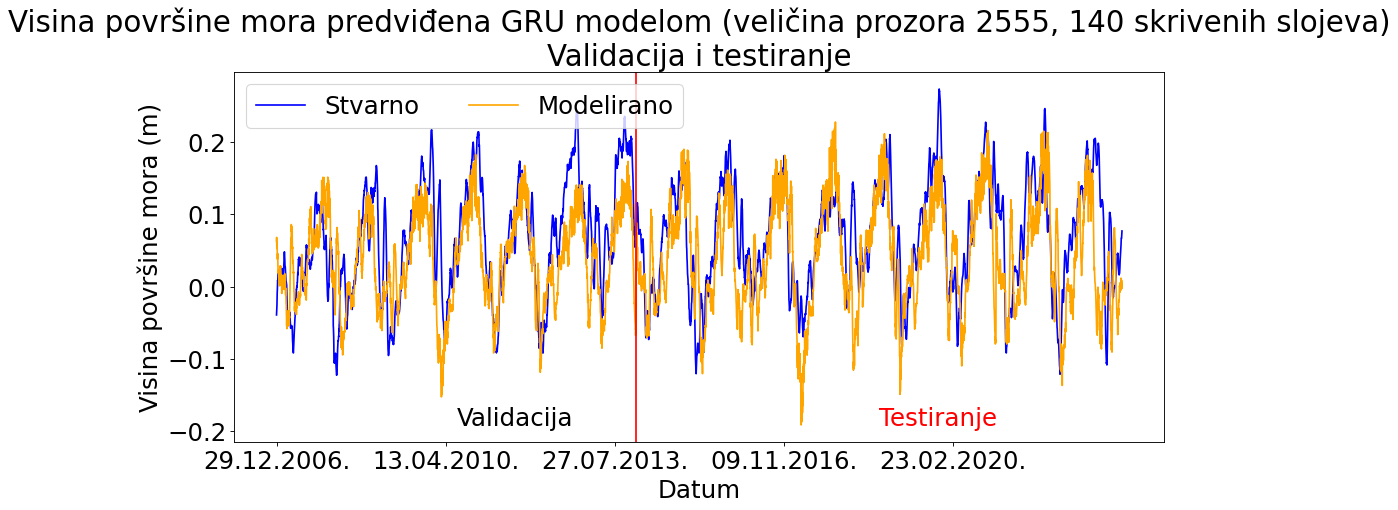 Visina površine mora predviđena GRU modelom (veličina prozora 2555, 140 skrivenih slojeva)
Validacija i testiranje
Stvarno
Modelirano
Visina površine mora (m)
0.2
0.1
0.0
−0.1
−0.2
Validacija
Testiranje
29.12.2006.
13.04.2010.
27.07.2013.
09.11.2016.
23.02.2020.
Datum